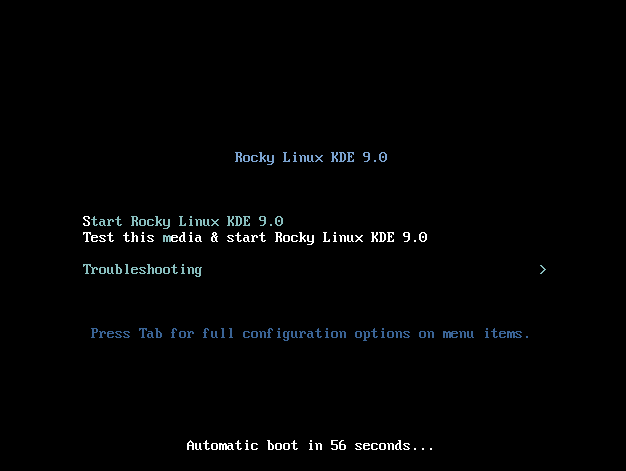 Rocky Linux KDE 9.0
Start Rocky Linux KDE 9.0
Test this media & start Rocky Linux KDE 9.0
Troubleshooting >
Press Tab for full configuration options on menu items.
Automatic boot in 56 seconds...